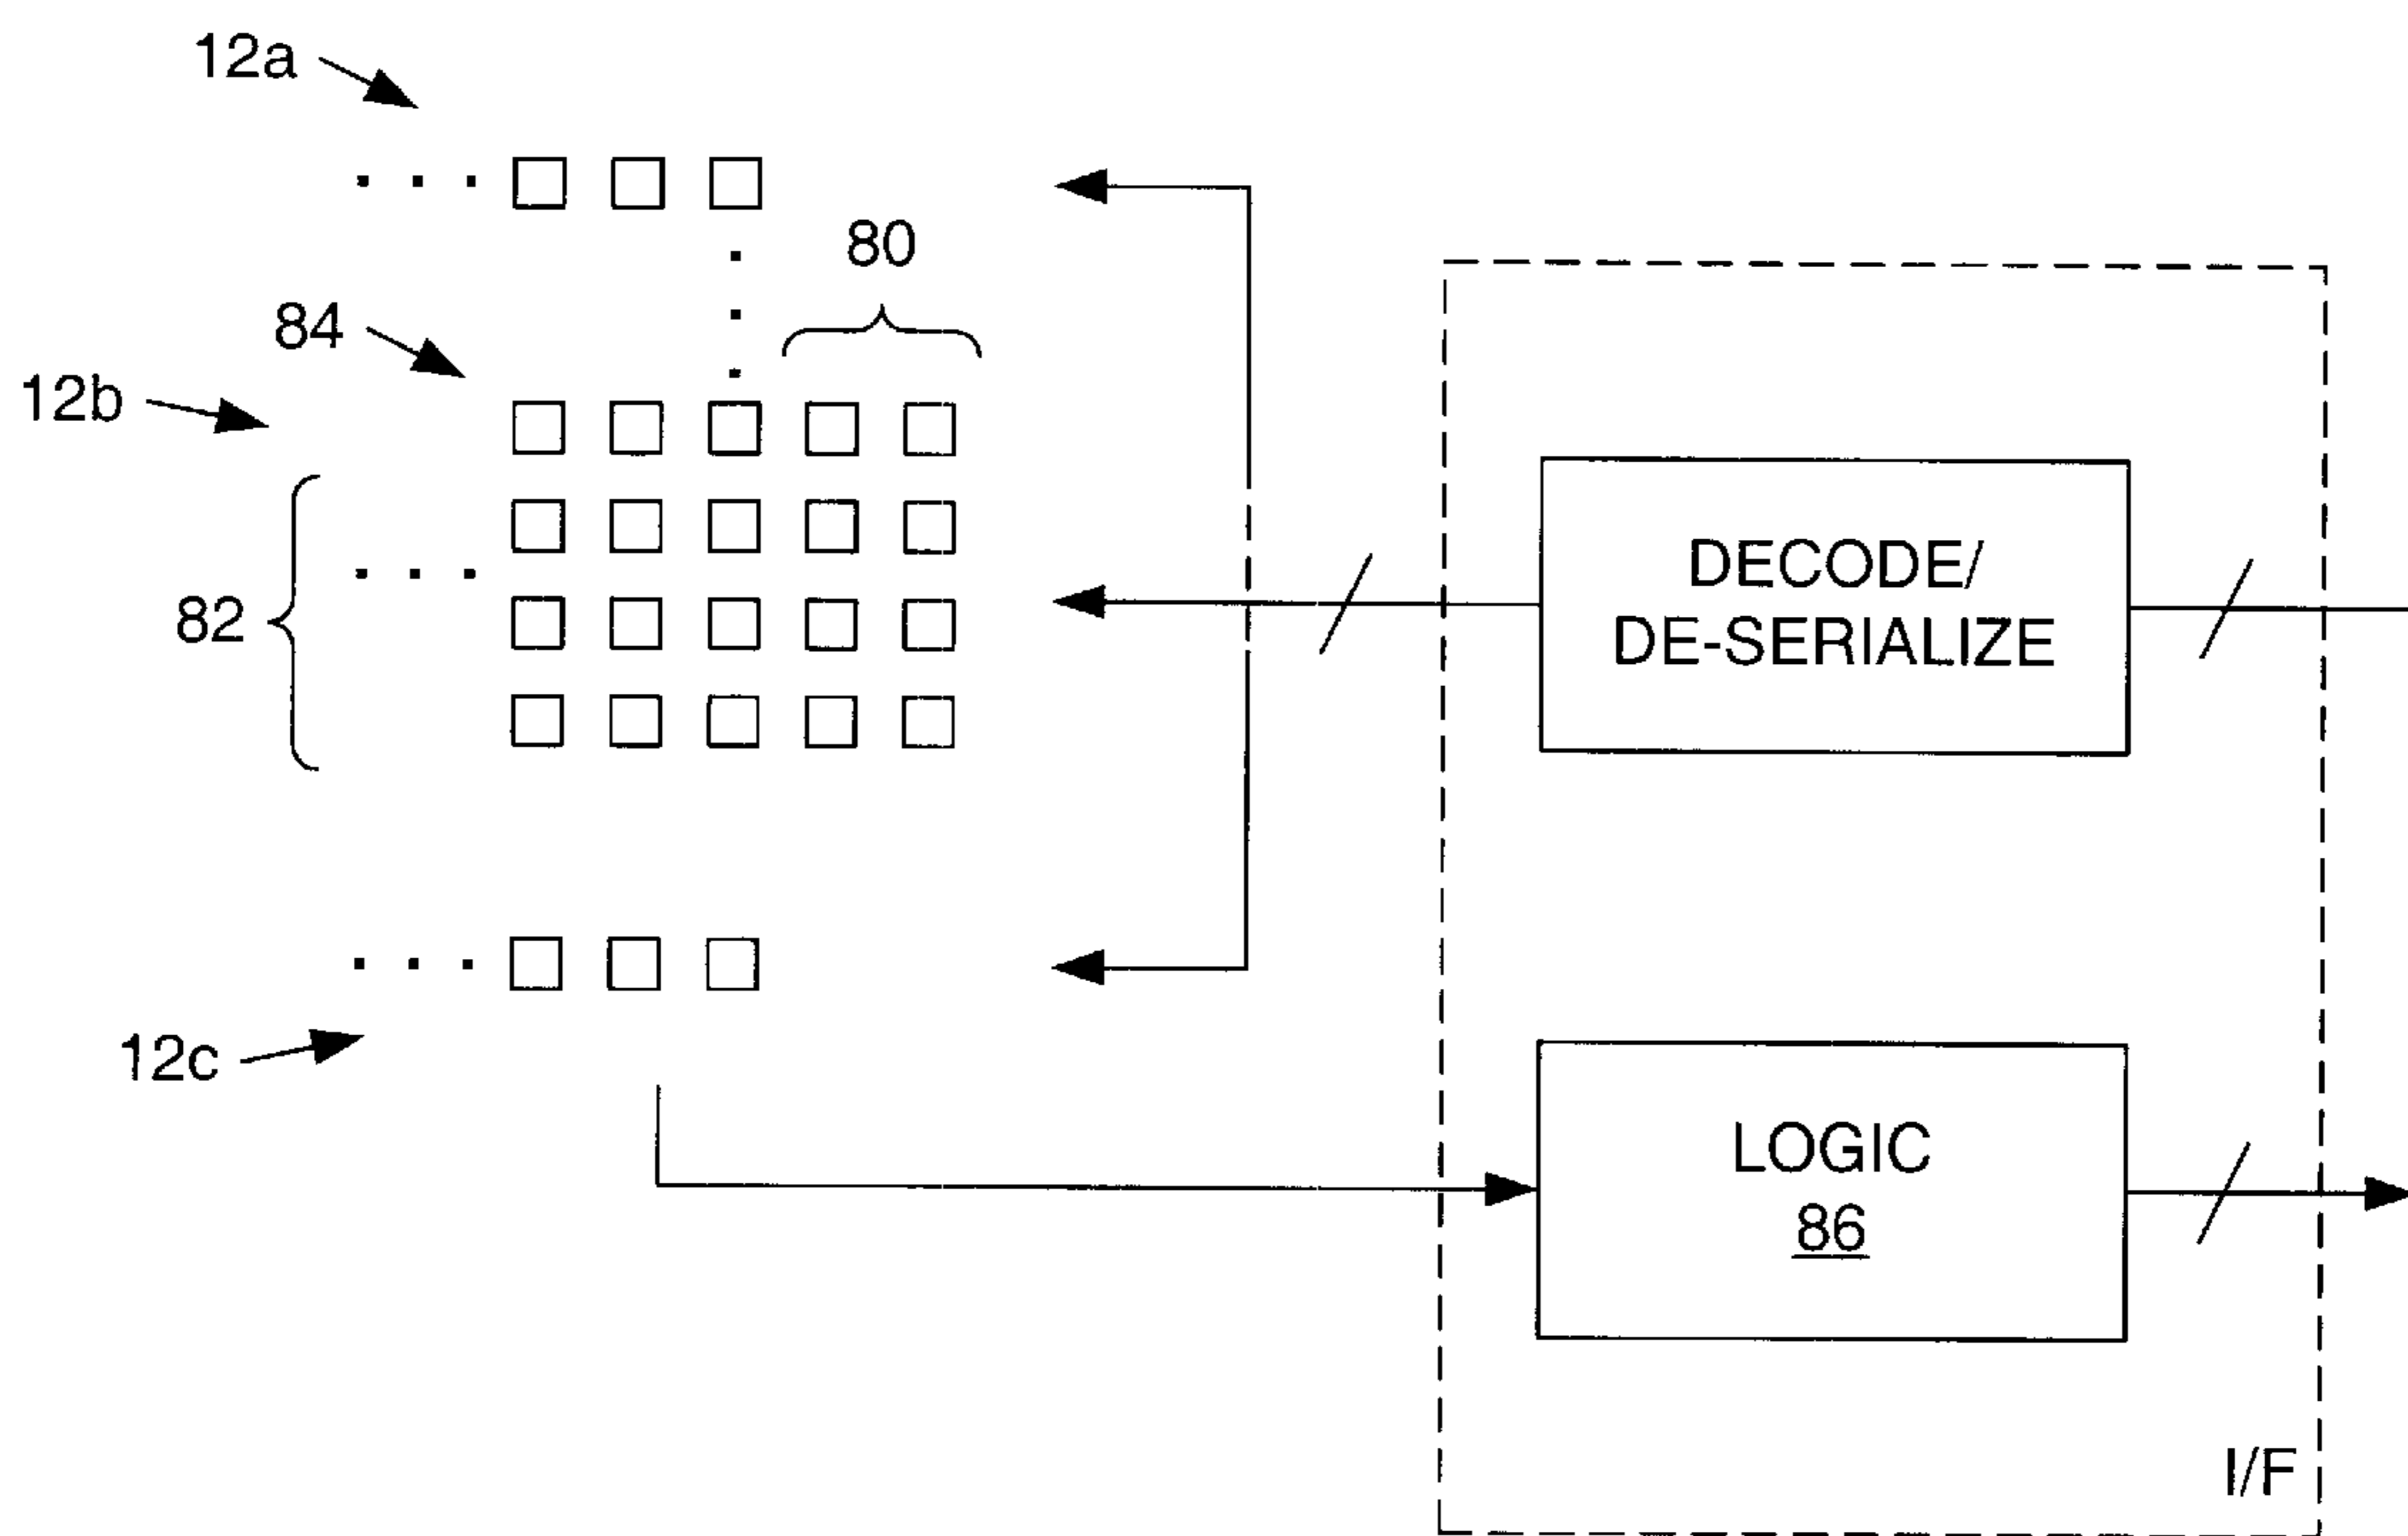 12a
80
84
12b
82
DECODE/
DE-SERIALIZE
12c
LOGIC
86
I/F